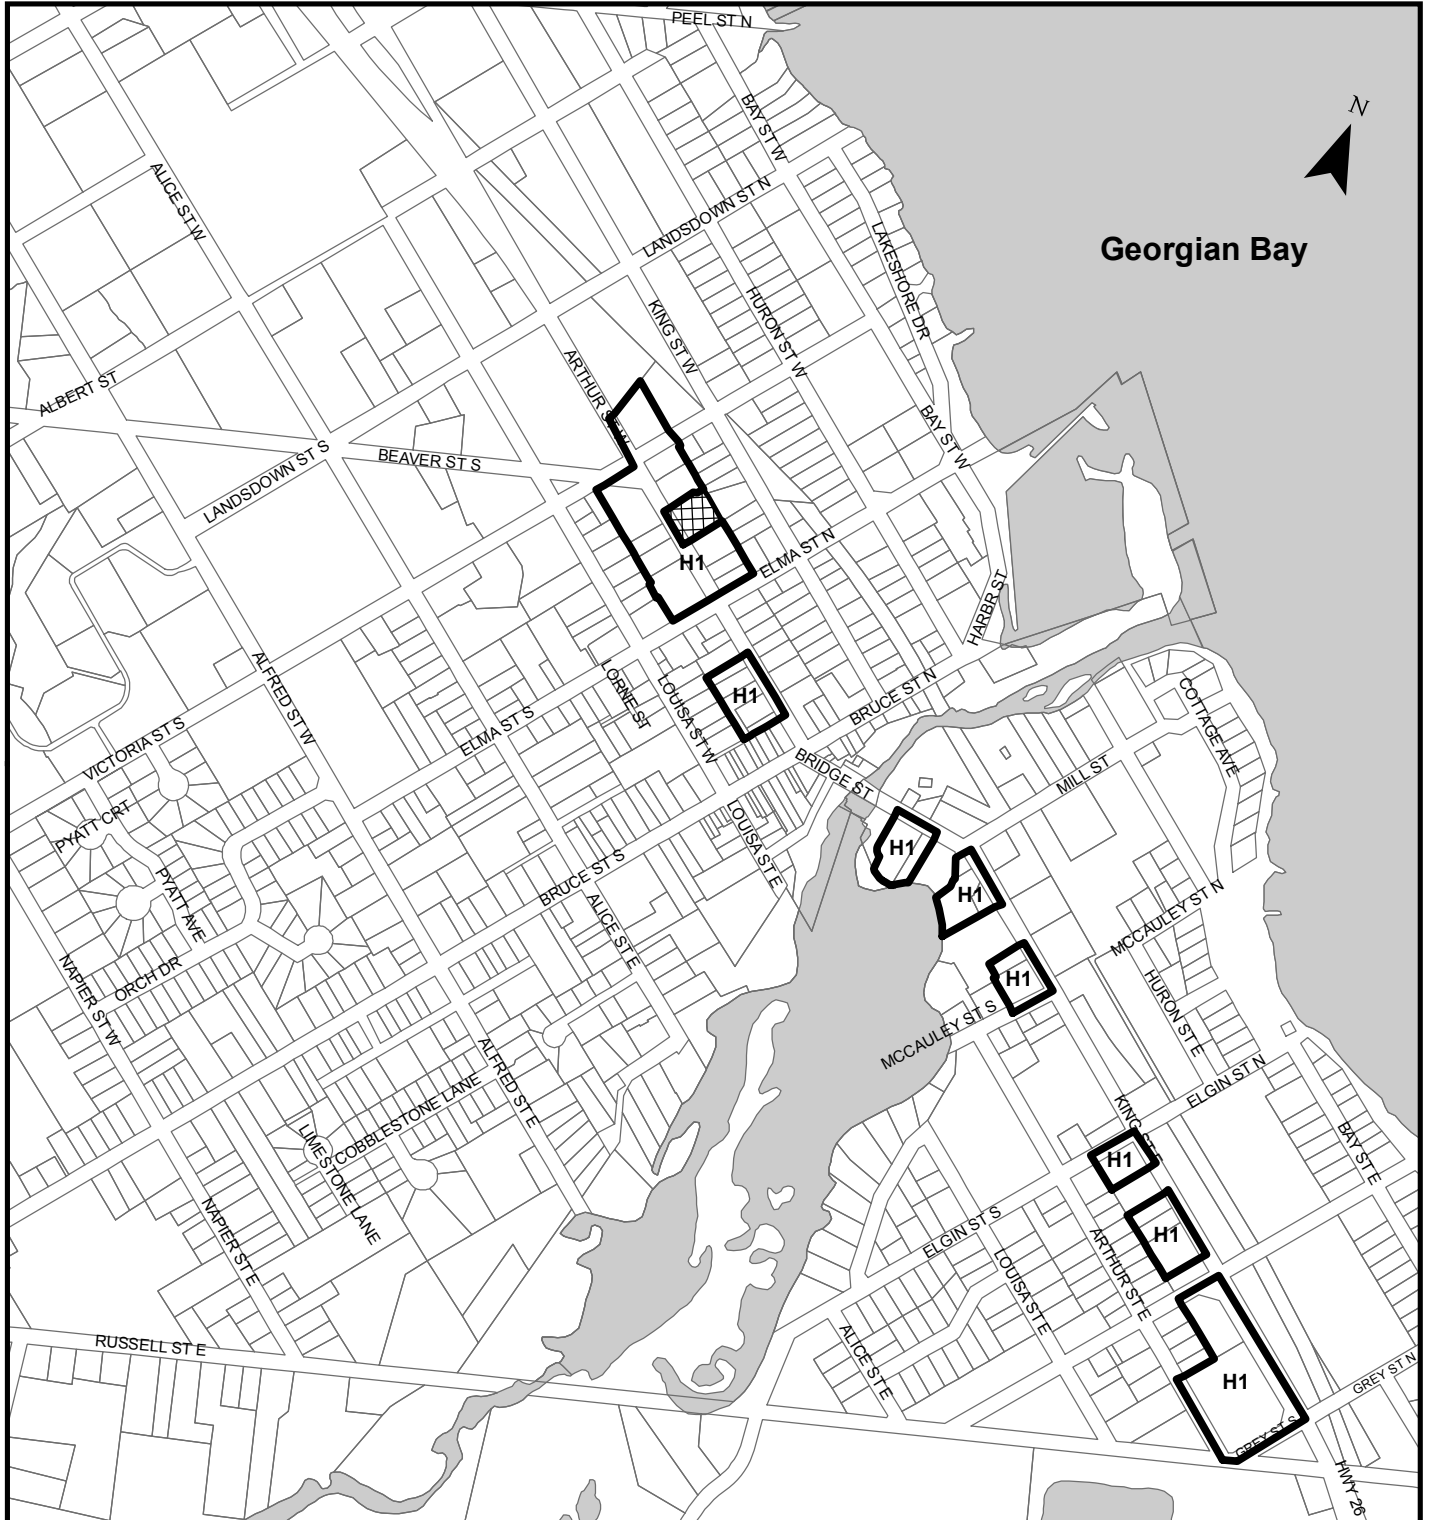 PEEL ST N
BAY ST W
N
ALICE ST W
LANDSDOWN ST N
LAKESHORE DR
Georgian Bay
KING ST W
HURON ST W
ARTHUR ST W
ALBERT ST
BAY ST W
LANDSDOWN ST S
BEAVER ST S
H1
ELMA ST N
HARBR ST
ALFRED ST W
LORNE ST
LOUISA ST W
H1
BRUCE ST N
COTTAGE AVE
VICTORIA ST S
ELMA ST S
BRIDGE ST
MILL ST
PYATT CRT
LOUISA ST E
H1
PYATT AVE
BRUCE ST S
ALICE ST E
H1
MCCAULEY ST N
NAPIER ST W
ORCH DR
H1
HURON ST E
MCCAULEY ST S
ALFRED ST E
COBBLESTONE LANE
ELGIN ST N
KING ST E
LIMESTONE LANE
H1
BAY ST E
NAPIER ST E
ELGIN ST S
LOUISA ST E
ARTHUR ST E
H1
RUSSELL ST E
ALICE ST E
H1
GREY ST N
GREY ST S
HWY 26